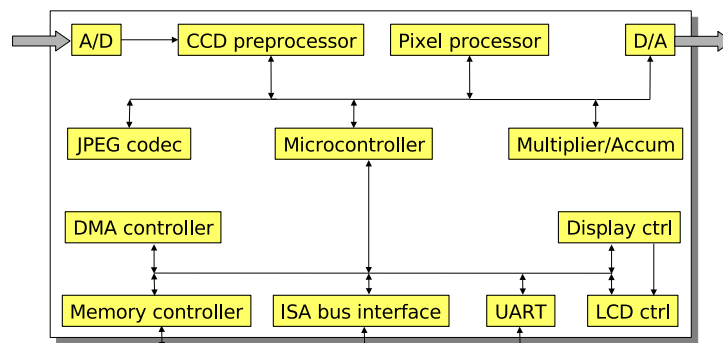 A/D
CCD preprocessor
Pixel processor
D/A
JPEG codec
Microcontroller
Multiplier/Accum
DMA controller
Display ctrl
Memory controller
ISA bus interface
UART
LCD ctrl